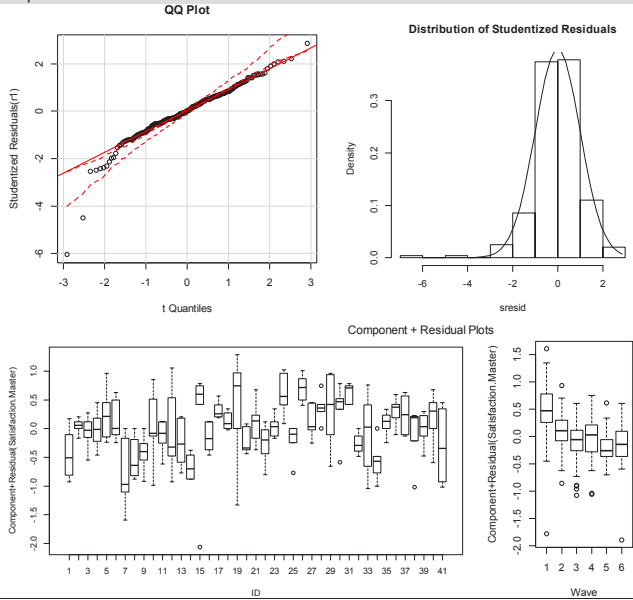 QQ Plot
Studentized Residuals(r1)
2
0
-2
-4
-6
-3 -2 -1 0 1 2 3
t Quantiles
Distribution of Studentized Residuals
Density
0.3
0.2
0.1
0.0
-6 -4 -2 0 2
sresid
Component + Residual Plots
Component+Residual(Satisfaction.Master)
1.0
0.5
0.0
-0.5
-1.0
-2.0
1 3 5 7 9 11 13 15 17 19 21 23 25 27 29 31 33 35 37 39 41
ID
Component+Residual(Satisfaction.Master)
1.5
1.0
0.5
0.0
-0.5
-1.0
-1.5
-2.0
1 2 3 4 5 6
Wave